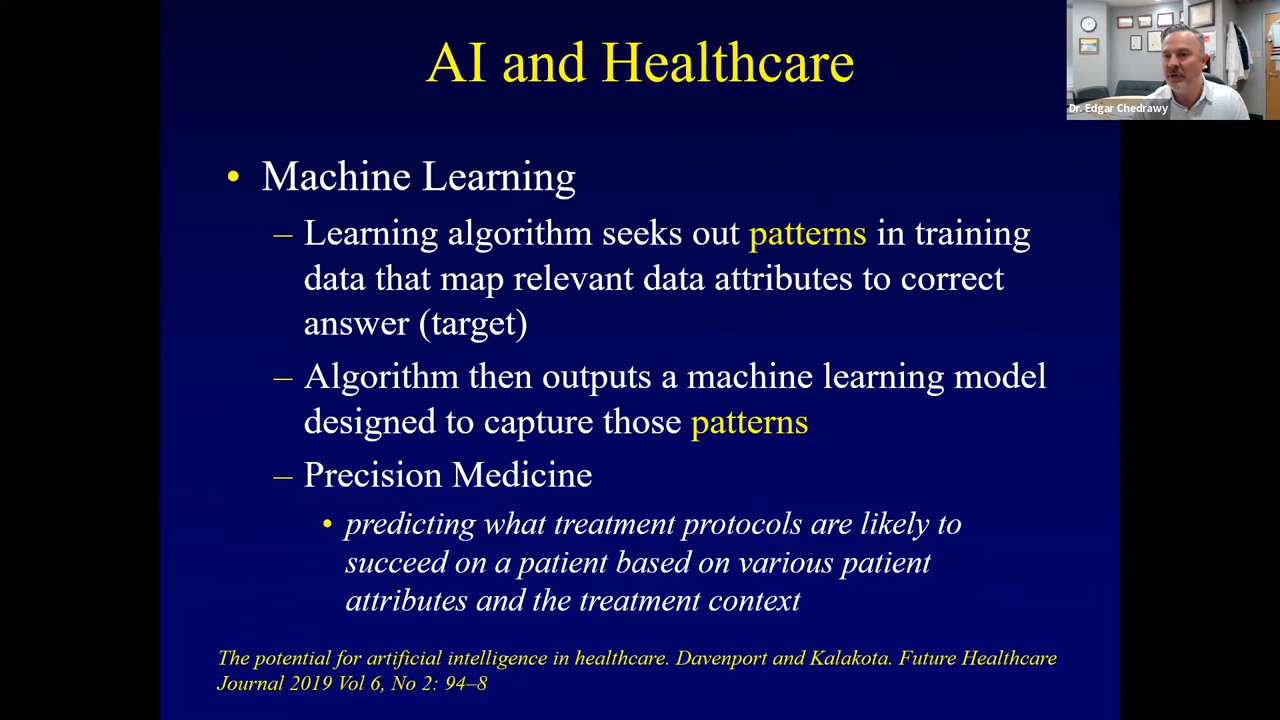 AI and Healthcare
Dr. Edgar Chedrawy
• Machine Learning
– Learning algorithm seeks out patterns in training
data that map relevant data attributes to correct
answer (target)
– Algorithm then outputs a machine learning model
designed to capture those patterns
– Precision Medicine
• predicting what treatment protocols are likely to
succeed on a patient based on various patient
attributes and the treatment context
The potential for artificial intelligence in healthcare. Davenport and Kalakota. Future Healthcare
Journal 2019 Vol 6, No 2: 94–8